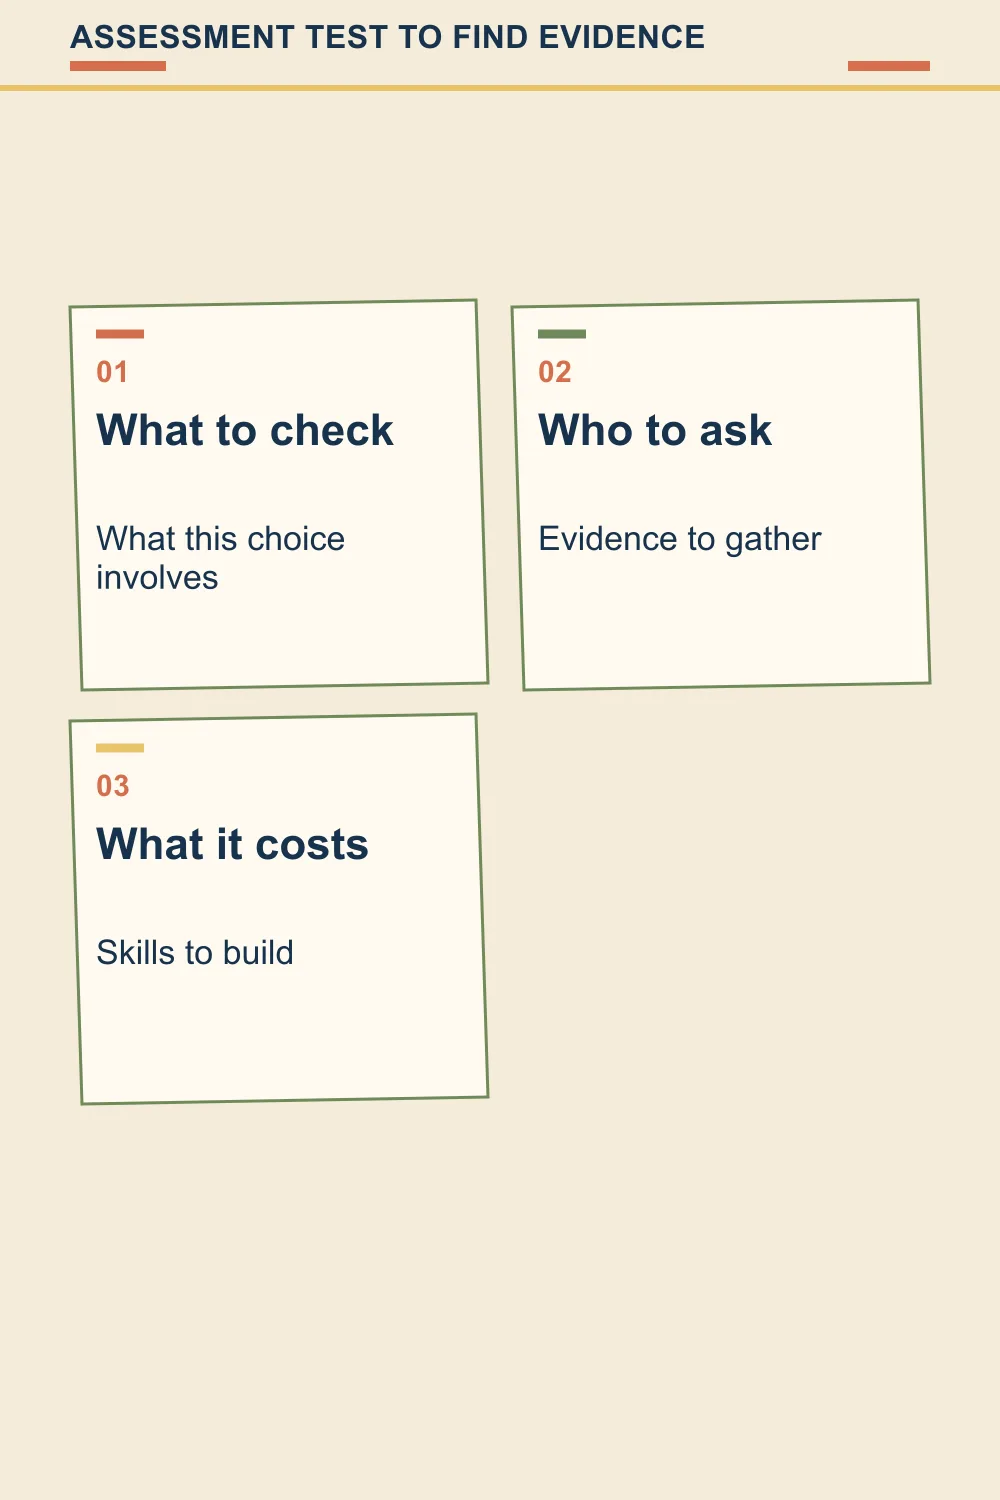 ASSESSMENT TEST TO FIND EVIDENCE
01
What to check
What this choice
involves
02
Who to ask
Evidence to gather
03
What it costs
Skills to build